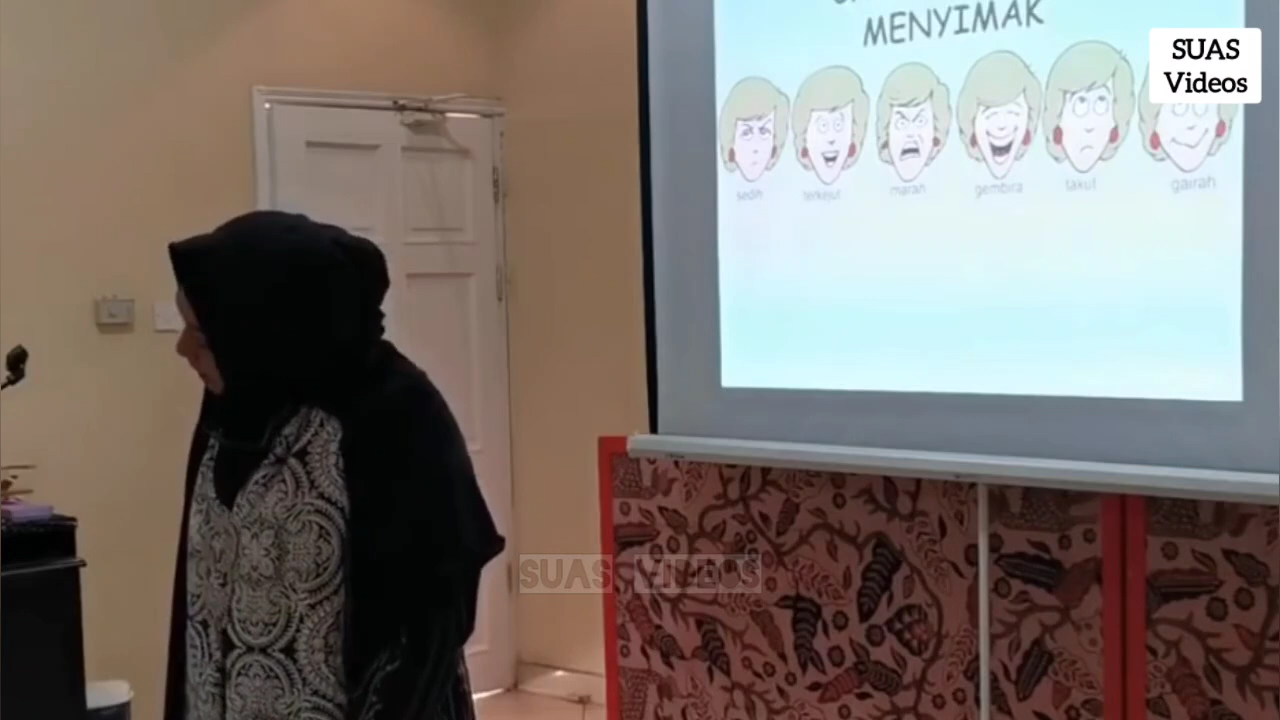 MENYIMAK
SUAS
Videos
sedih
terkejut
marah
gembira
takut
gairah
SUAS VIDEOS